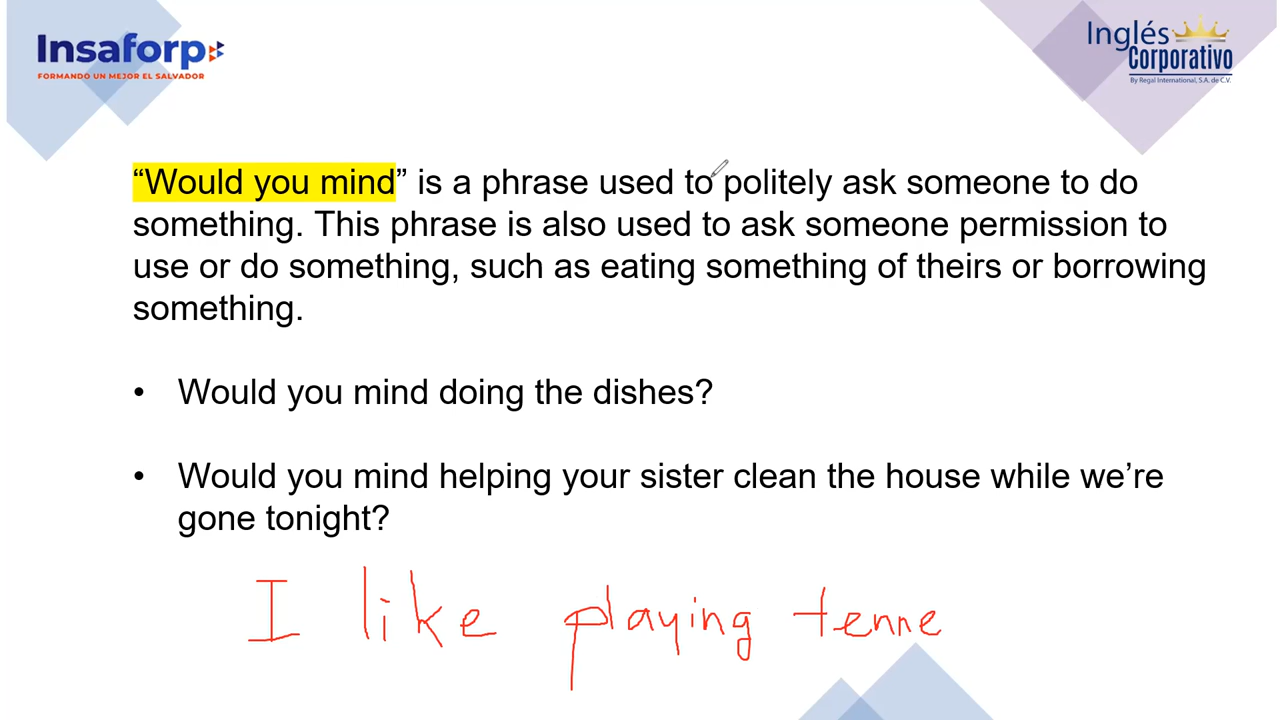 Insaforp
FORMANDO UN MEJOR EL SALVADOR
Inglés
Corporativo
By Regal International, S.A. de C.V.
“Would you mind” is a phrase used to politely ask someone to do
something. This phrase is also used to ask someone permission to
use or do something, such as eating something of theirs or borrowing
something.
• Would you mind doing the dishes?
• Would you mind helping your sister clean the house while we’re
gone tonight?
I like playing tenne